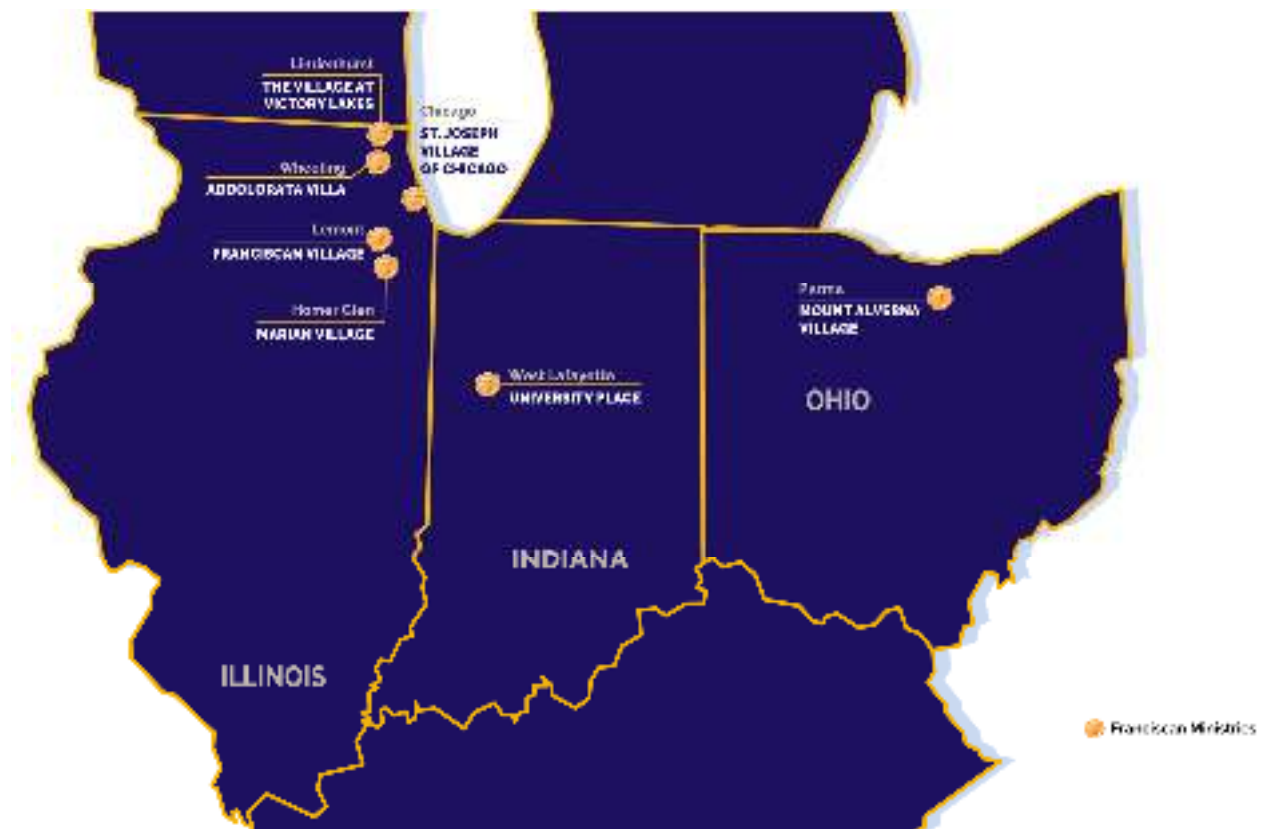 Lindenhurst
THE VILLAGE AT
VICTORY LAKES
Chicago
ST. JOSEPH
VILLAGE
OF CHICAGO
Wheeling
ADDOLORATA VILLA
Lemont
FRANCISCAN VILLAGE
Homer Glen
MARIAN VILLAGE
Parma
MOUNT ALVERNA
VILLAGE
West Lafayette
UNIVERSITY PLACE
OHIO
INDIANA
ILLINOIS
Franciscan Ministries